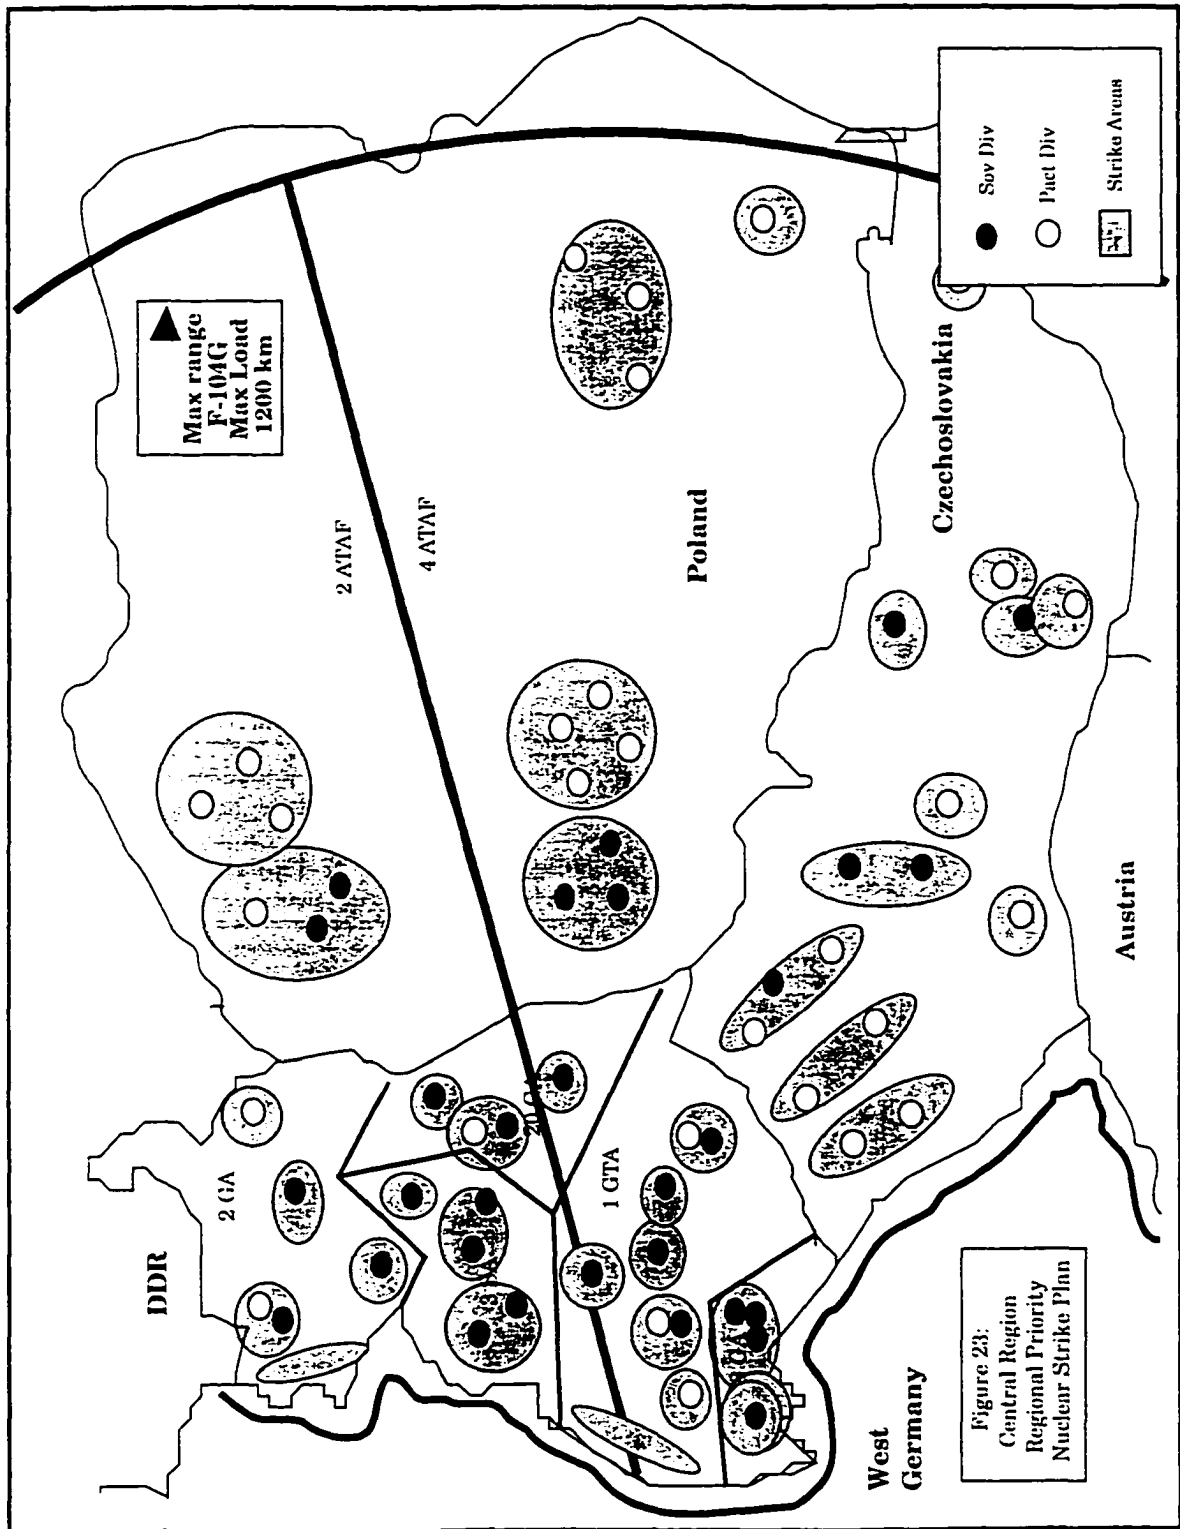 DDR
2 GA
Max range
F-104G
Max Load
1200 km
2 ATAF
4 ATAF
1 GTA
Poland
Czechoslovakia
Austria
West
Germany
Sov Div
Pact Div
Strike Areas
Figure 23:
Central Region
Regional Priority
Nuclear Strike Plan